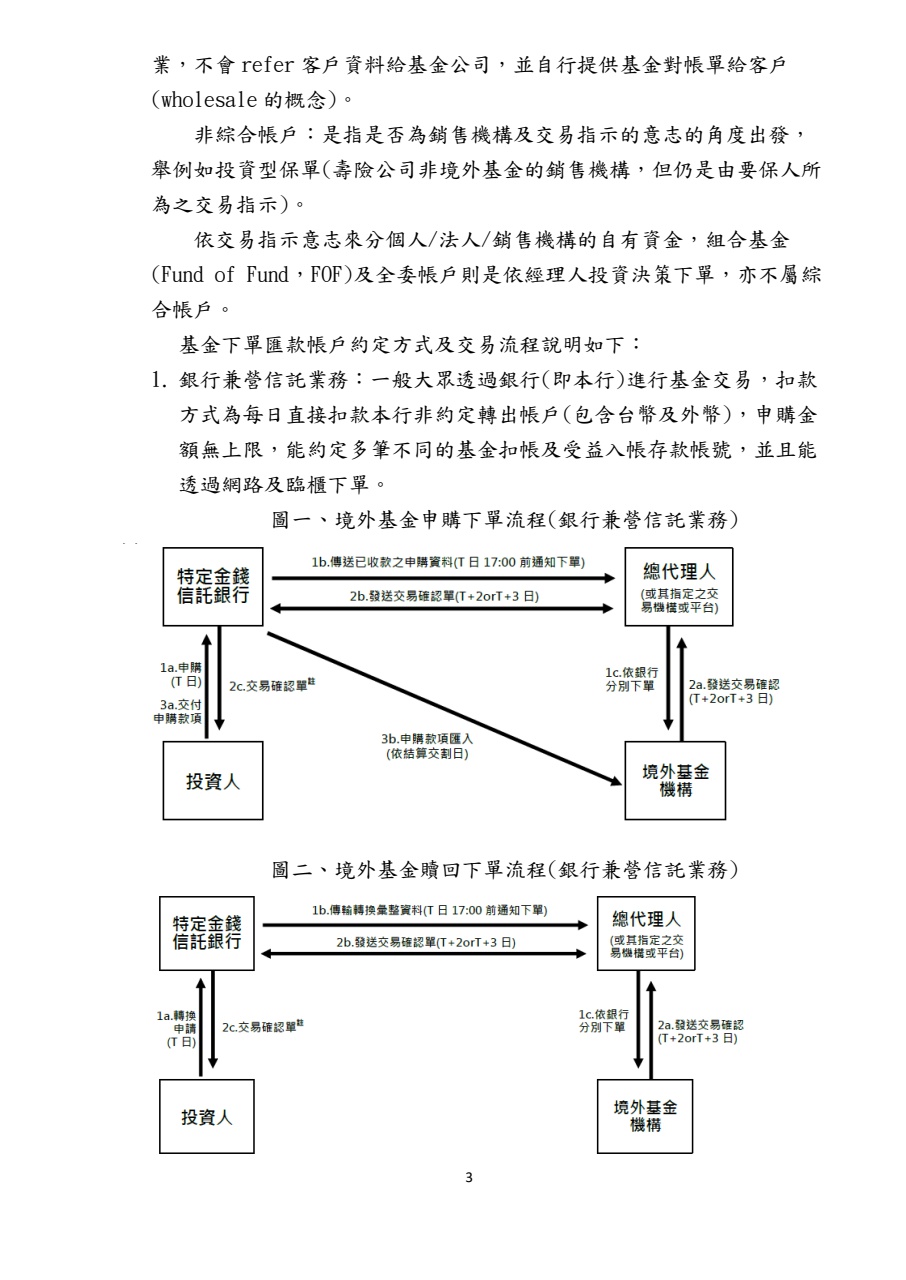 業，不會 refer 客戶資料給基金公司，並自行提供基金對帳單給客戶
(wholesale 的概念)。
非綜合帳戶：是指是否為銷售機構及交易指示的意志的角度出發，
舉例如投資型保單(壽險公司非境外基金的銷售機構，但仍是由要保人所
為之交易指示)。
依交易指示意志來分個人/法人/銷售機構的自有資金，組合基金
(Fund of Fund，FOF)及全委帳戶則是依經理人投資決策下單，亦不屬綜
合帳戶。
基金下單匯款帳戶約定方式及交易流程說明如下：
1. 銀行兼營信託業務：一般大眾透過銀行(即本行)進行基金交易，扣款
方式為每日直接扣款本行非約定轉出帳戶(包含台幣及外幣)，申購金
額無上限，能約定多筆不同的基金扣帳及受益入帳存款帳號，並且能
透過網路及臨櫃下單。
圖一、境外基金申購下單流程(銀行兼營信託業務)
特定金錢
信託銀行
1b.傳送已收款之申購資料(T 日 17:00 前通知下單)
2b.發送交易確認單(T+2orT+3 日)
總代理人
(或其指定之交
易機構或平台)
1a.申購
(T 日)
3a.交付
申購款項
2c.交易確認單註
3b.申購款項匯入
(依結算交割日)
1c.依銀行
分別下單
2a.發送交易確認
(T+2orT+3 日)
投資人
境外基金
機構
圖二、境外基金贖回下單流程(銀行兼營信託業務)
特定金錢
信託銀行
1b.傳輸轉換彙整資料(T 日 17:00 前通知下單)
2b.發送交易確認單(T+2orT+3 日)
總代理人
(或其指定之交
易機構或平台)
1a.轉換
申請
(T 日)
2c.交易確認單註
1c.依銀行
分別下單
2a.發送交易確認
(T+2orT+3 日)
投資人
境外基金
機構
3